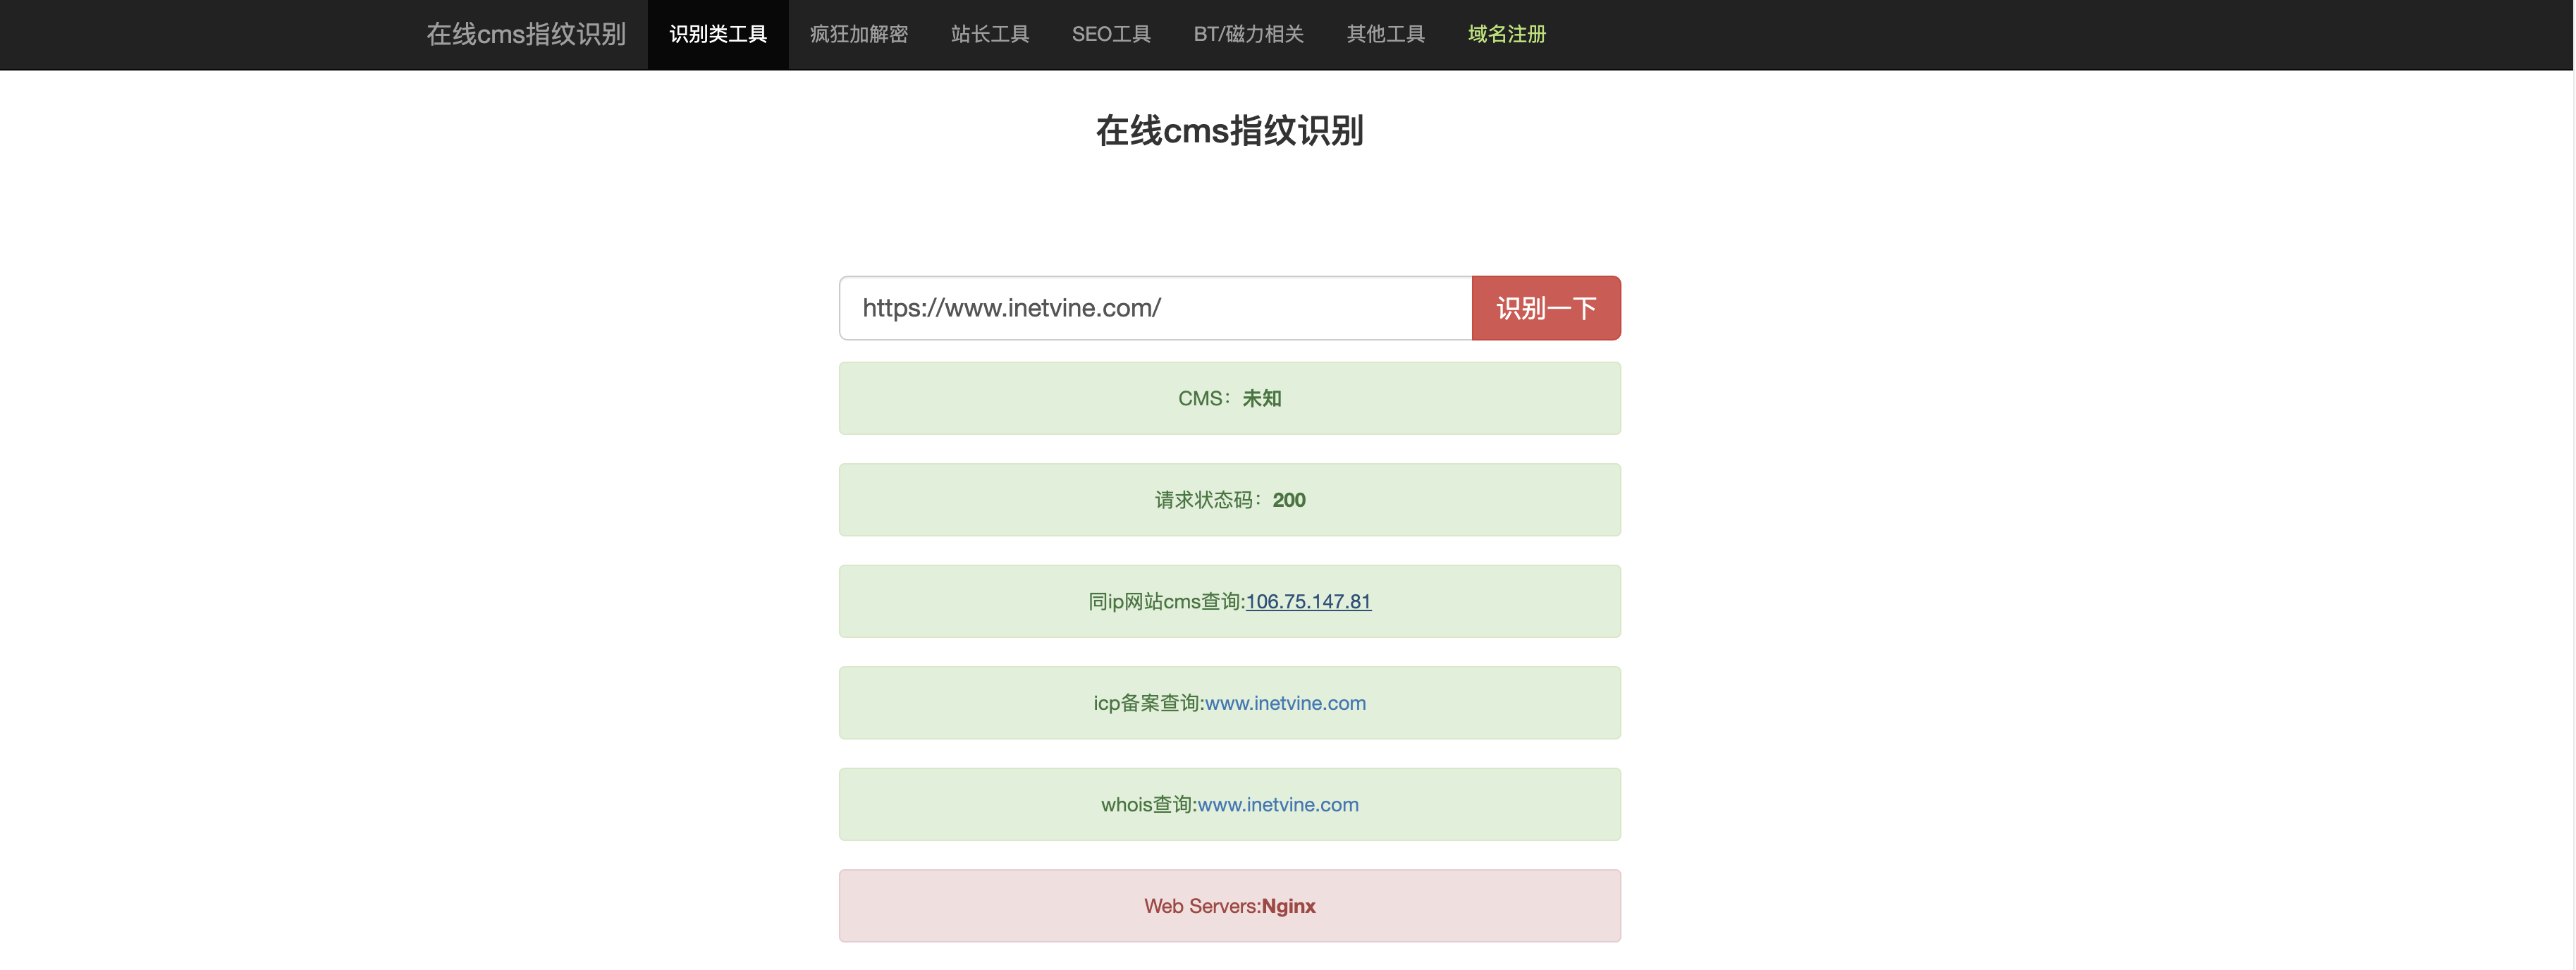 在线cms指纹识别 识别类工具 疯狂加解密 站长工具 SEO工具 BT/磁力相关 其他工具 域名注册
在线cms指纹识别
https://www.inetvine.com/ 识别一下
CMS：未知
请求状态码：200
同ip网站cms查询:106.75.147.81
icp备案查询:www.inetvine.com
whois查询:www.inetvine.com
Web Servers:Nginx